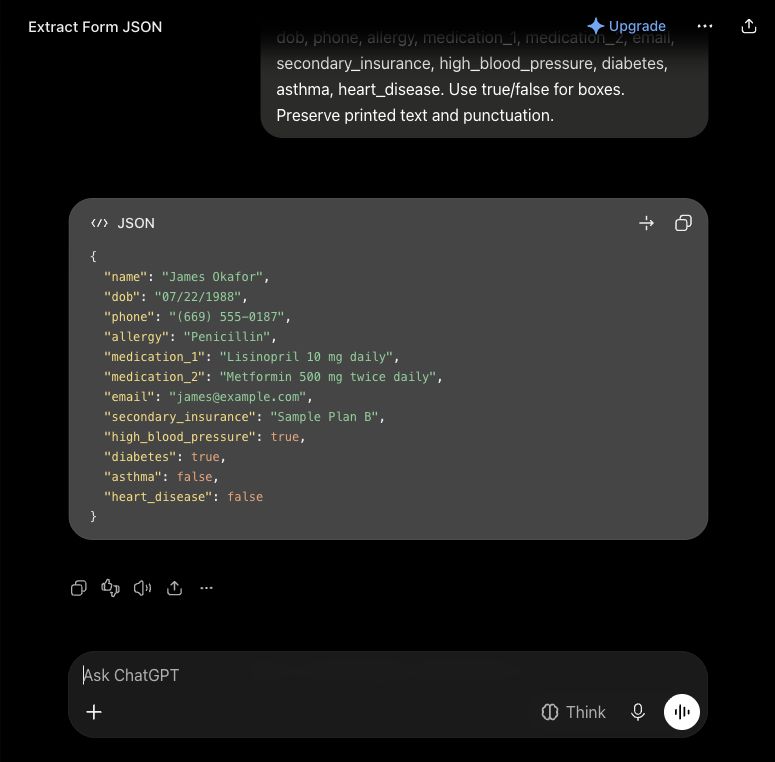 Extract Form JSON
Upgrade
dob, phone, allergy, medication_1, medication_2, email,
secondary_insurance, high_blood_pressure, diabetes,
asthma, heart_disease. Use true/false for boxes.
Preserve printed text and punctuation.
JSON
{
"name": "James Okafor",
"dob": "07/22/1988",
"phone": "(669) 555-0187",
"allergy": "Penicillin",
"medication_1": "Lisinopril 10 mg daily",
"medication_2": "Metformin 500 mg twice daily",
"email": "james@example.com",
"secondary_insurance": "Sample Plan B",
"high_blood_pressure": true,
"diabetes": true,
"asthma": false,
"heart_disease": false
}
Ask ChatGPT
Think